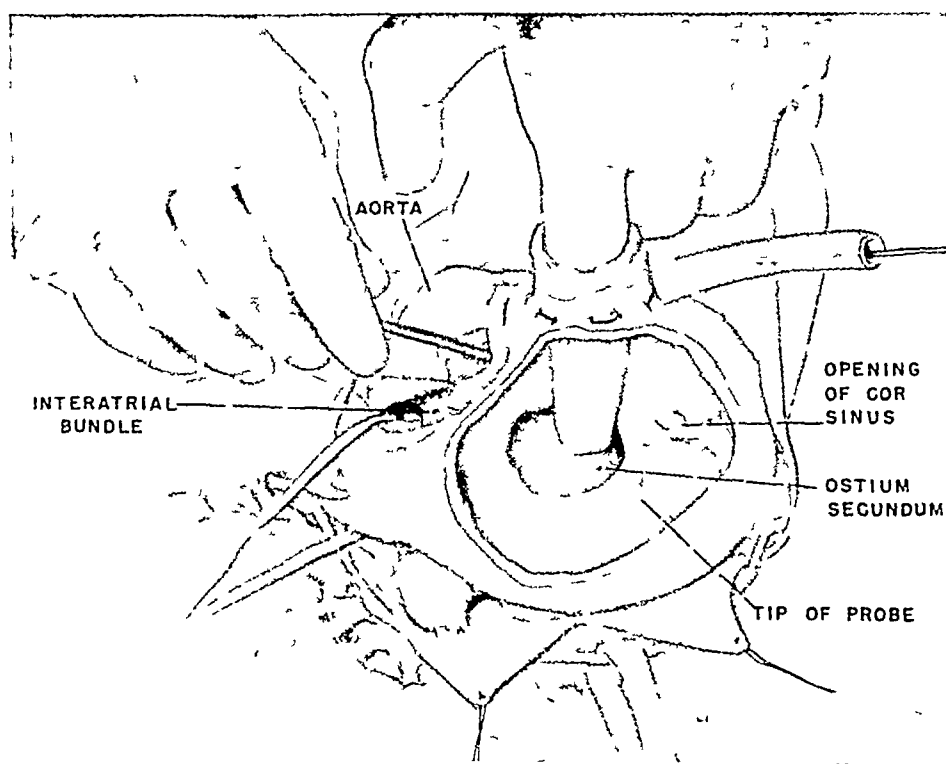 AORTA
INTERATRIAL
BUNDLE
OPENING
OF COR
SINUS
OSTIUM
SEGUNDUM
TIP OF PROBE